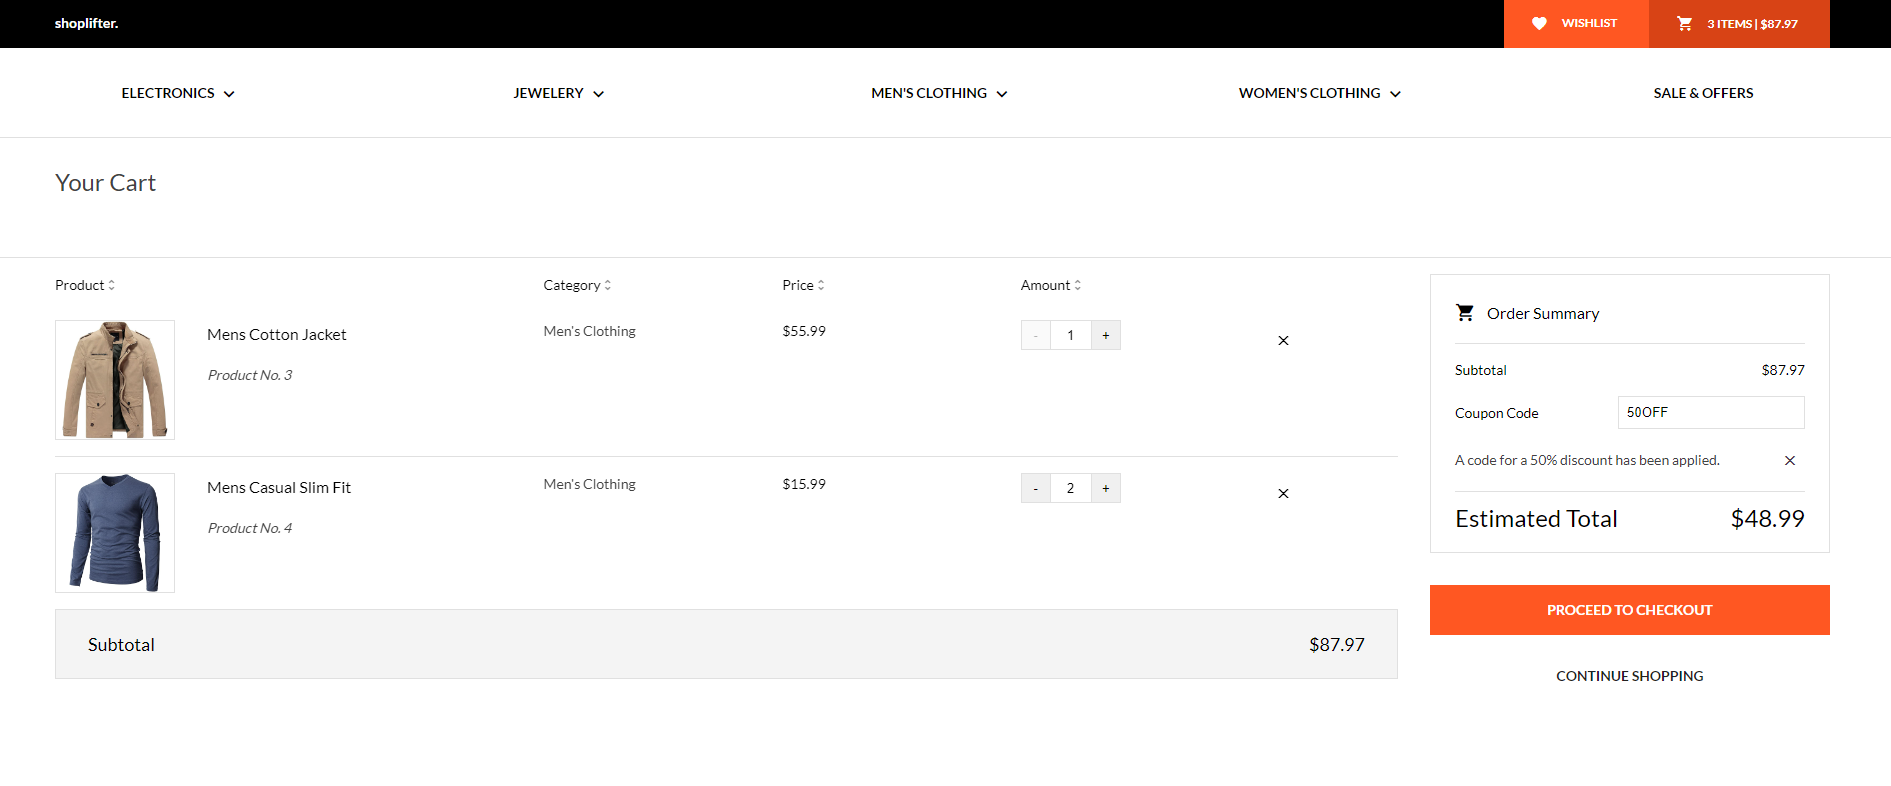 shoplifter.
WISHLIST
3 ITEMS | $87.97
ELECTRONICS
JEWELERY
MEN'S CLOTHING
WOMEN'S CLOTHING
SALE & OFFERS
Your Cart
Product
Category
Price
Amount
Mens Cotton Jacket
Product No. 3
Men's Clothing
$55.99
- 1 +
Mens Casual Slim Fit
Product No. 4
Men's Clothing
$15.99
- 2 +
Subtotal
$87.97
Order Summary
Subtotal
$87.97
Coupon Code
50OFF
A code for a 50% discount has been applied.
Estimated Total
$48.99
PROCEED TO CHECKOUT
CONTINUE SHOPPING